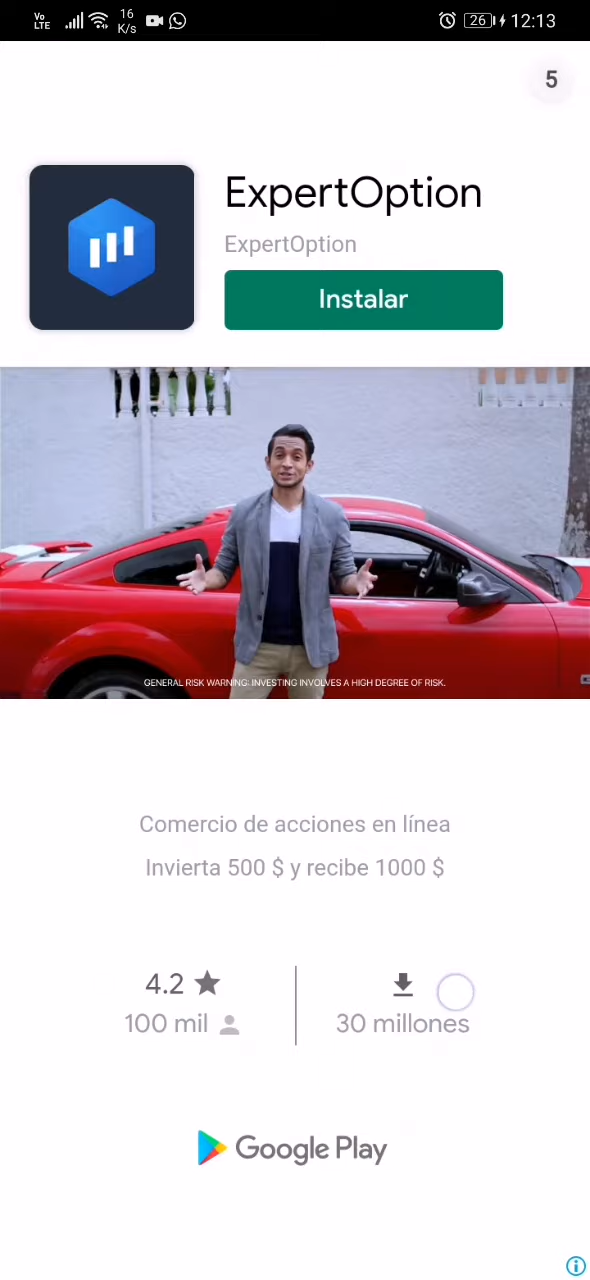 Vo
LTE
16
K/s
26
12:13
5
ExpertOption
ExpertOption
Instalar
GENERAL RISK WARNING: INVESTING INVOLVES A HIGH DEGREE OF RISK.
Comercio de acciones en línea
Invierta 500 $ y recibe 1000 $
4.2
100 mil
30 millones
Google Play